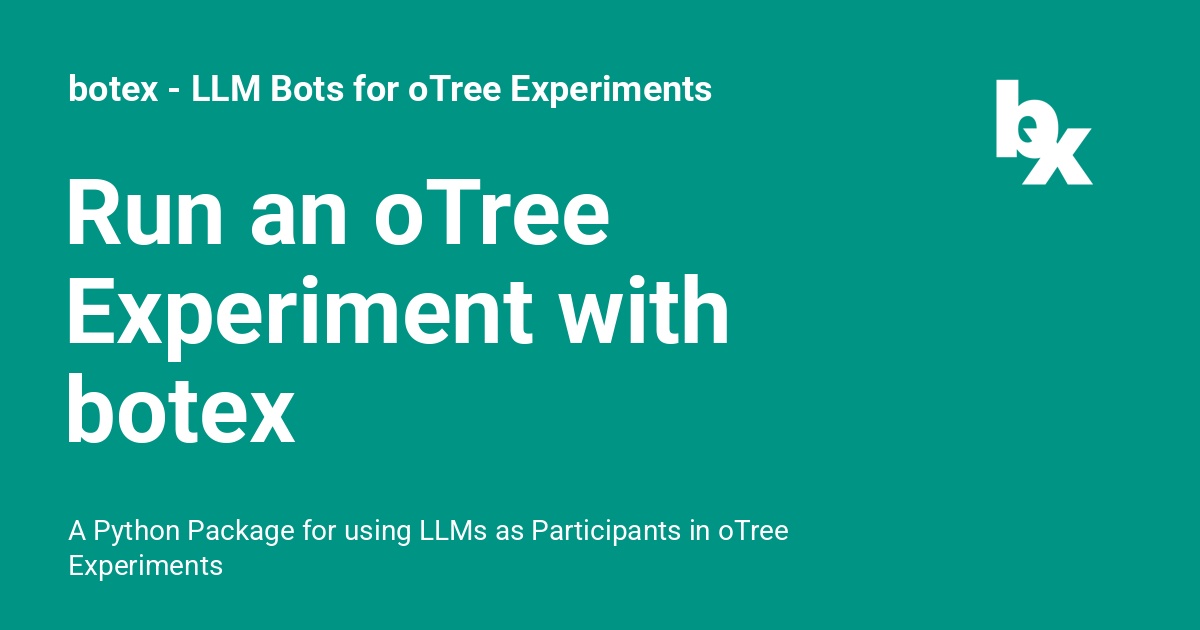 botex - LLM Bots for oTree Experiments
bx
Run an oTree
Experiment with
botex
A Python Package for using LLMs as Participants in oTree
Experiments